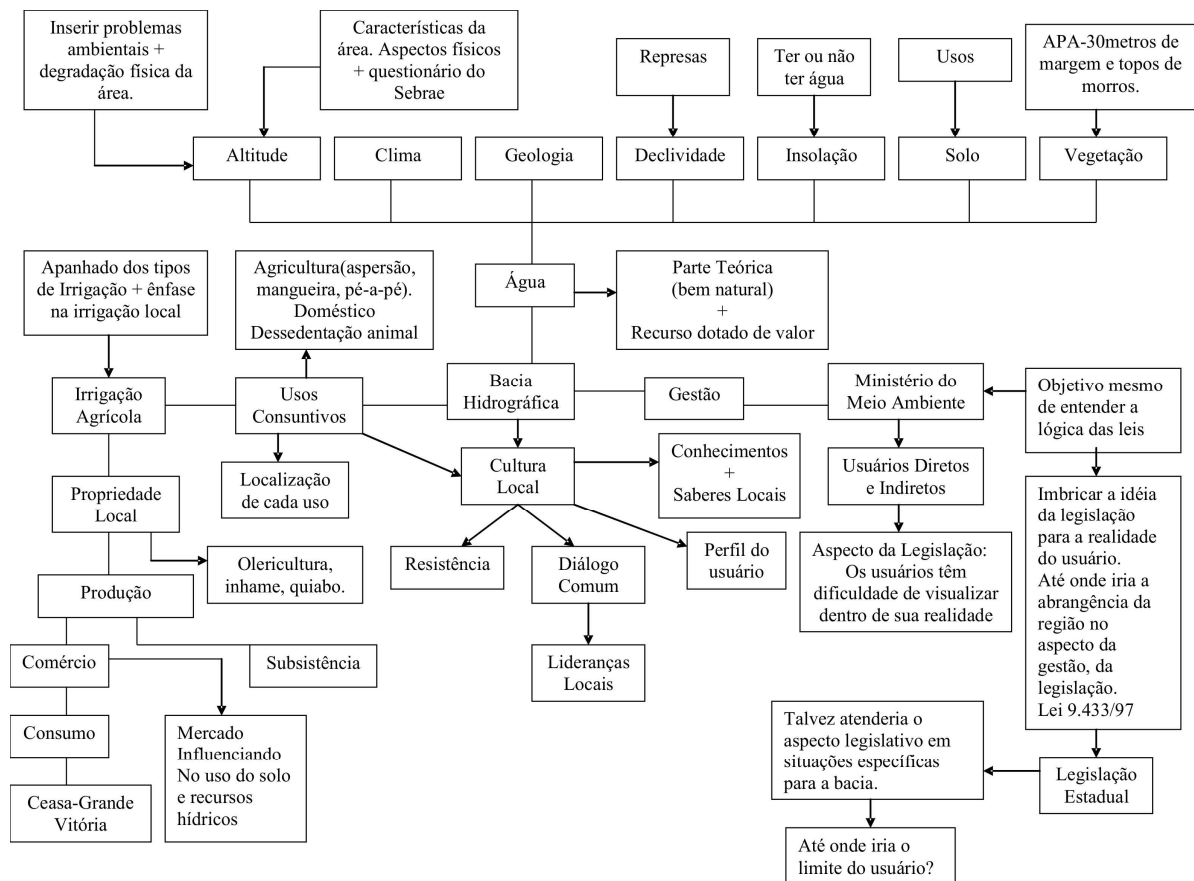 Inserir problemas
ambientais +
degradação física da
área.
Características da
área. Aspectos físicos
+ questionário do
Sebrae
Represas
Ter ou não
ter água
Usos
APA-30metros de
margem e topos de
morros.
Altitude
Clima
Geologia
Declividade
Insolação
Solo
Vegetação
Apanhado dos tipos
de Irrigação + ênfase
na irrigação local
Agricultura(aspersão,
mangueira, pé-a-pé).
Doméstico
Dessedentação animal
Água
Parte Teórica
(bem natural)
+
Recurso dotado de valor
Irrigação
Agrícola
Usos
Consuntivos
Bacia
Hidrográfica
Gestão
Ministério do
Meio Ambiente
Objetivo mesmo
de entender a
lógica das leis
Localização
de cada uso
Cultura
Local
Conhecimentos
+
Saberes Locais
Usuários Diretos
e Indiretos
Propriedade
Local
Imbricar a idéia
da legislação
para a realidade
do usuário.
Até onde iria a
abrangência da
região no
aspecto da
gestão, da
legislação.
Lei 9.433/97
Olericultura,
inhame, quiabo.
Resistência
Diálogo
Comum
Perfil do
usuário
Aspecto da Legislação:
Os usuários têm
dificuldade de visualizar
dentro de sua realidade
Produção
Comércio
Subsistência
Lideranças
Locais
Consumo
Mercado
Influenciando
No uso do solo
e recursos
hídricos
Talvez atenderia o
aspecto legislativo em
situações específicas
para a bacia.
Legislação
Estadual
Ceasa-Grande
Vitória
Até onde iria o
limite do usuário?